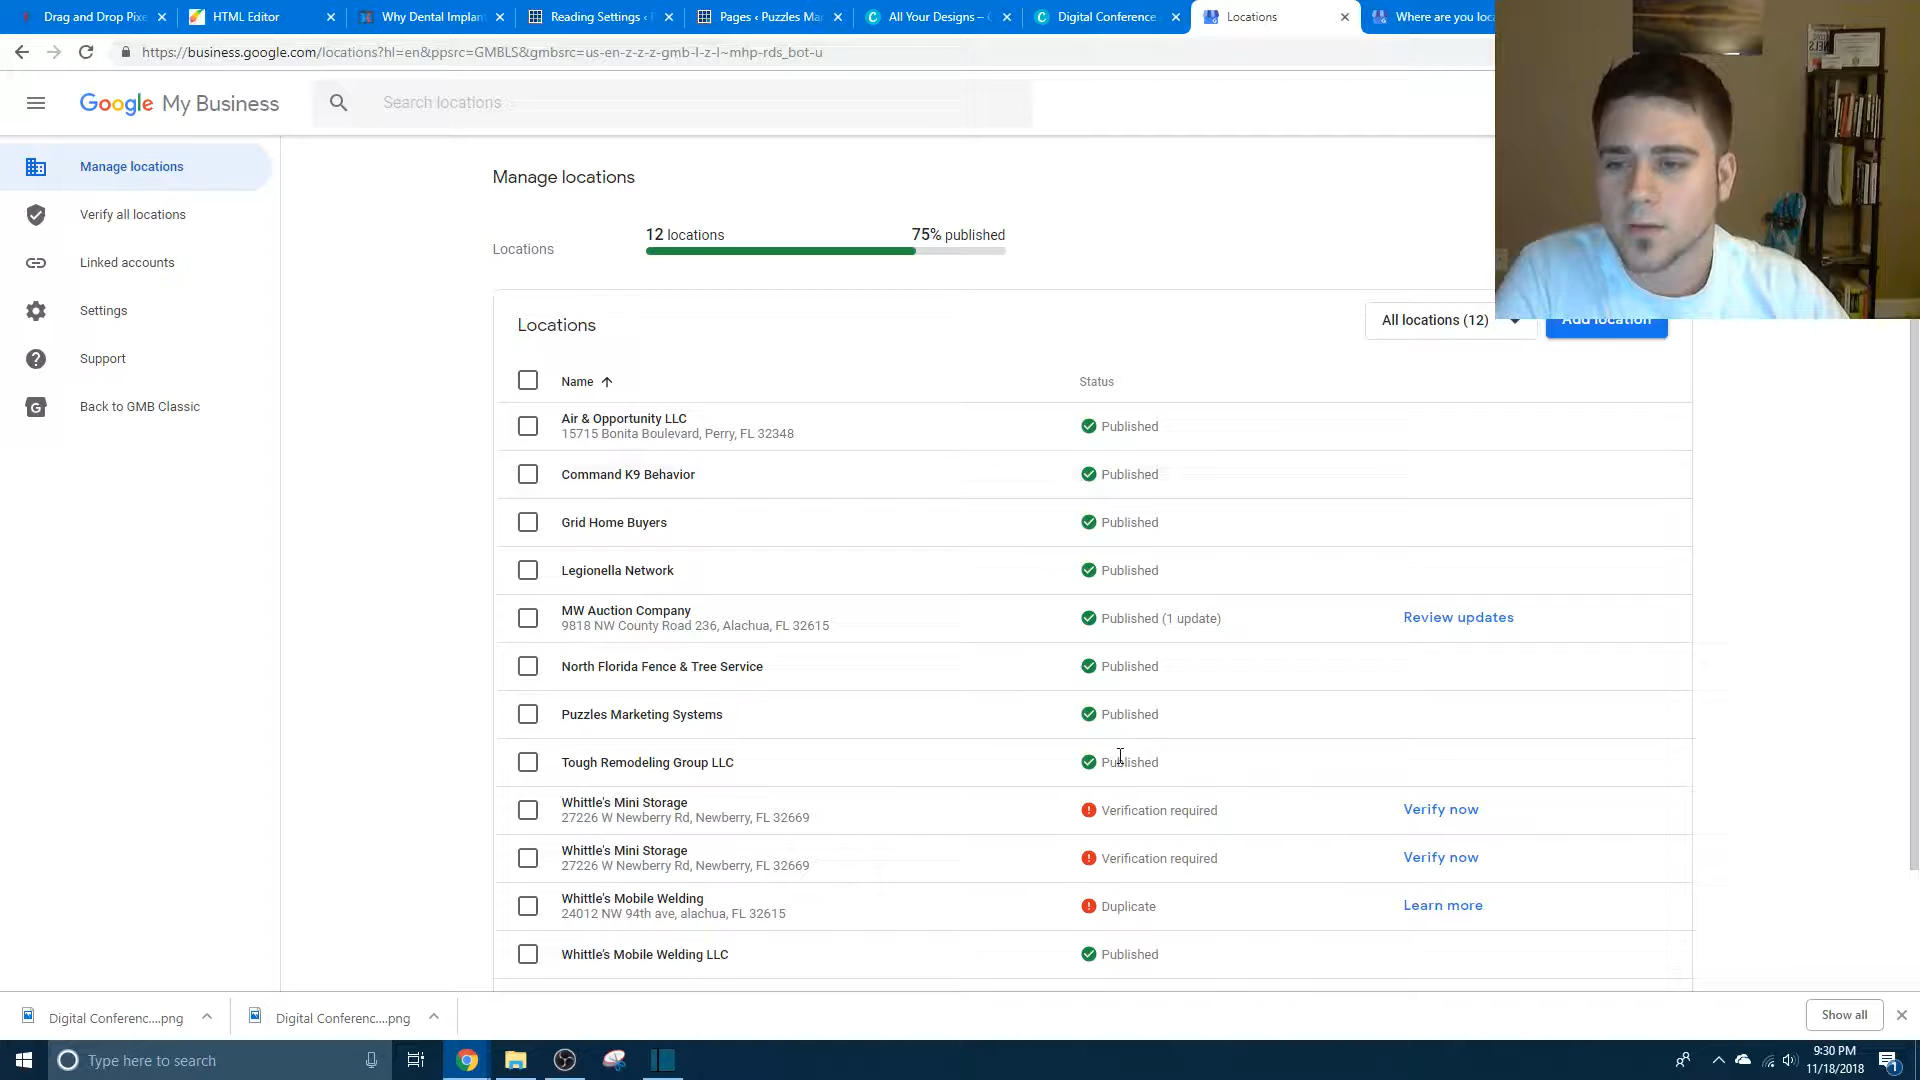 Drag and Drop Pixe
HTML Editor
Why Dental Implan
Reading Settings ‹
Pages ‹ Puzzles Mar
All Your Designs –
Digital Conference
Locations
Where are you loc
https://business.google.com/locations?hl=en&ppsrc=GMBLS&gmbsrc=us-en-z-z-z-gmb-l-z-l~mhp-rds_bot-u
Google My Business
Search locations
Manage locations
Verify all locations
Linked accounts
Settings
Support
Back to GMB Classic
Manage locations
Locations
12 locations
75% published
Locations
All locations (12)
Add location
Name
Status
Air & Opportunity LLC
15715 Bonita Boulevard, Perry, FL 32348
Published
Command K9 Behavior
Published
Grid Home Buyers
Published
Legionella Network
Published
MW Auction Company
9818 NW County Road 236, Alachua, FL 32615
Published (1 update)
Review updates
North Florida Fence & Tree Service
Published
Puzzles Marketing Systems
Published
Tough Remodeling Group LLC
Published
Whittle's Mini Storage
27226 W Newberry Rd, Newberry, FL 32669
Verification required
Verify now
Whittle's Mini Storage
27226 W Newberry Rd, Newberry, FL 32669
Verification required
Verify now
Whittle's Mobile Welding
24012 NW 94th ave, alachua, FL 32615
Duplicate
Learn more
Whittle's Mobile Welding LLC
Published
Digital Conferenc....png
Digital Conferenc....png
Show all
Type here to search
9:30 PM
11/18/2018